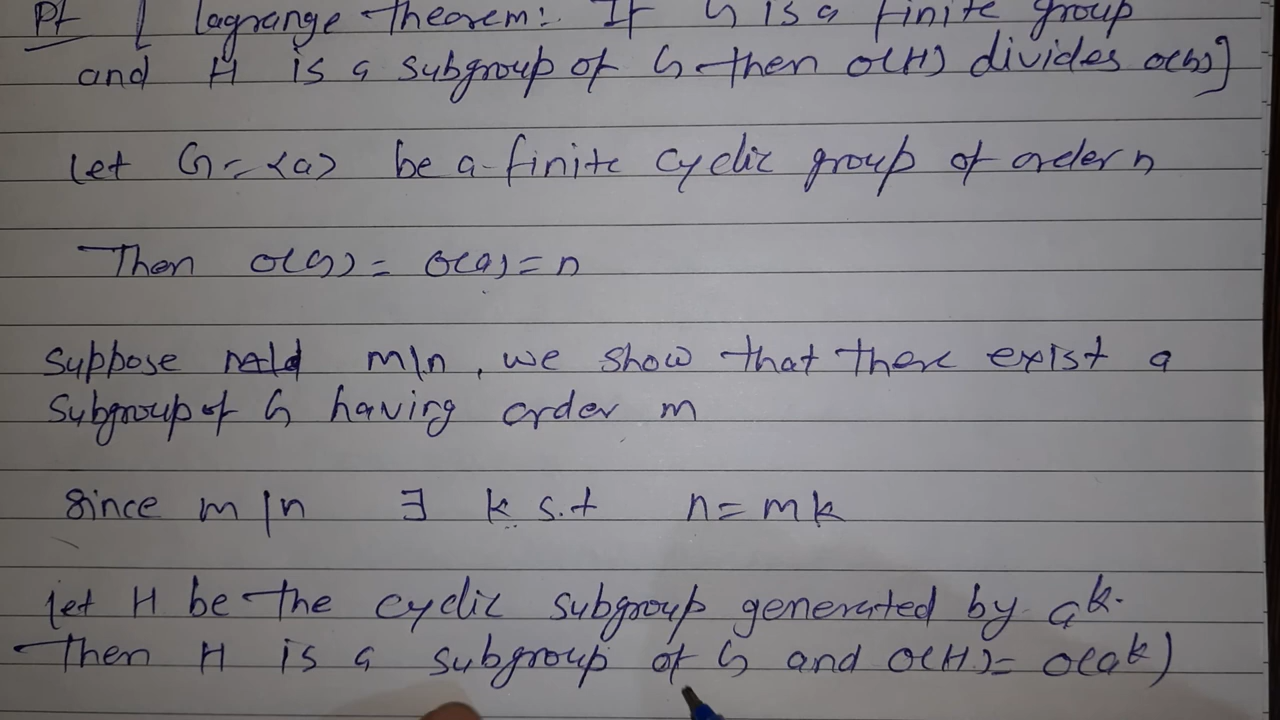 Pf [ Lagrange Theorem:. If G is a finite group
and H is a subgroup of G then o(H) divides o(G)]
Let G = <a> be a finite cyclic group of order n
Then o(G) = o(a) = n
Suppose m|n, we show that there exist a
subgroup of G having order m
Since m|n ∃ k s.t n = mk
Let H be the cyclic subgroup generated by a^k.
Then H is a subgroup of G and o(H) = o(a^k)